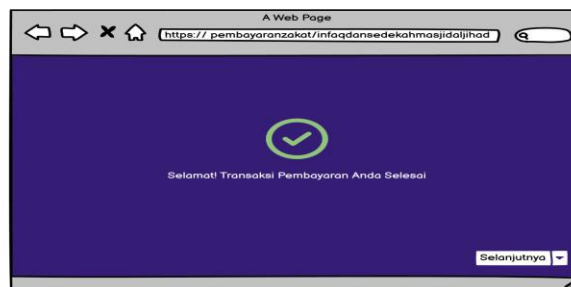 A Web Page
https:// pembayaranzakat/infaqdansedekahmasjidaljihad
Selamat! Transaksi Pembayaran Anda Selesai
Selanjutnya